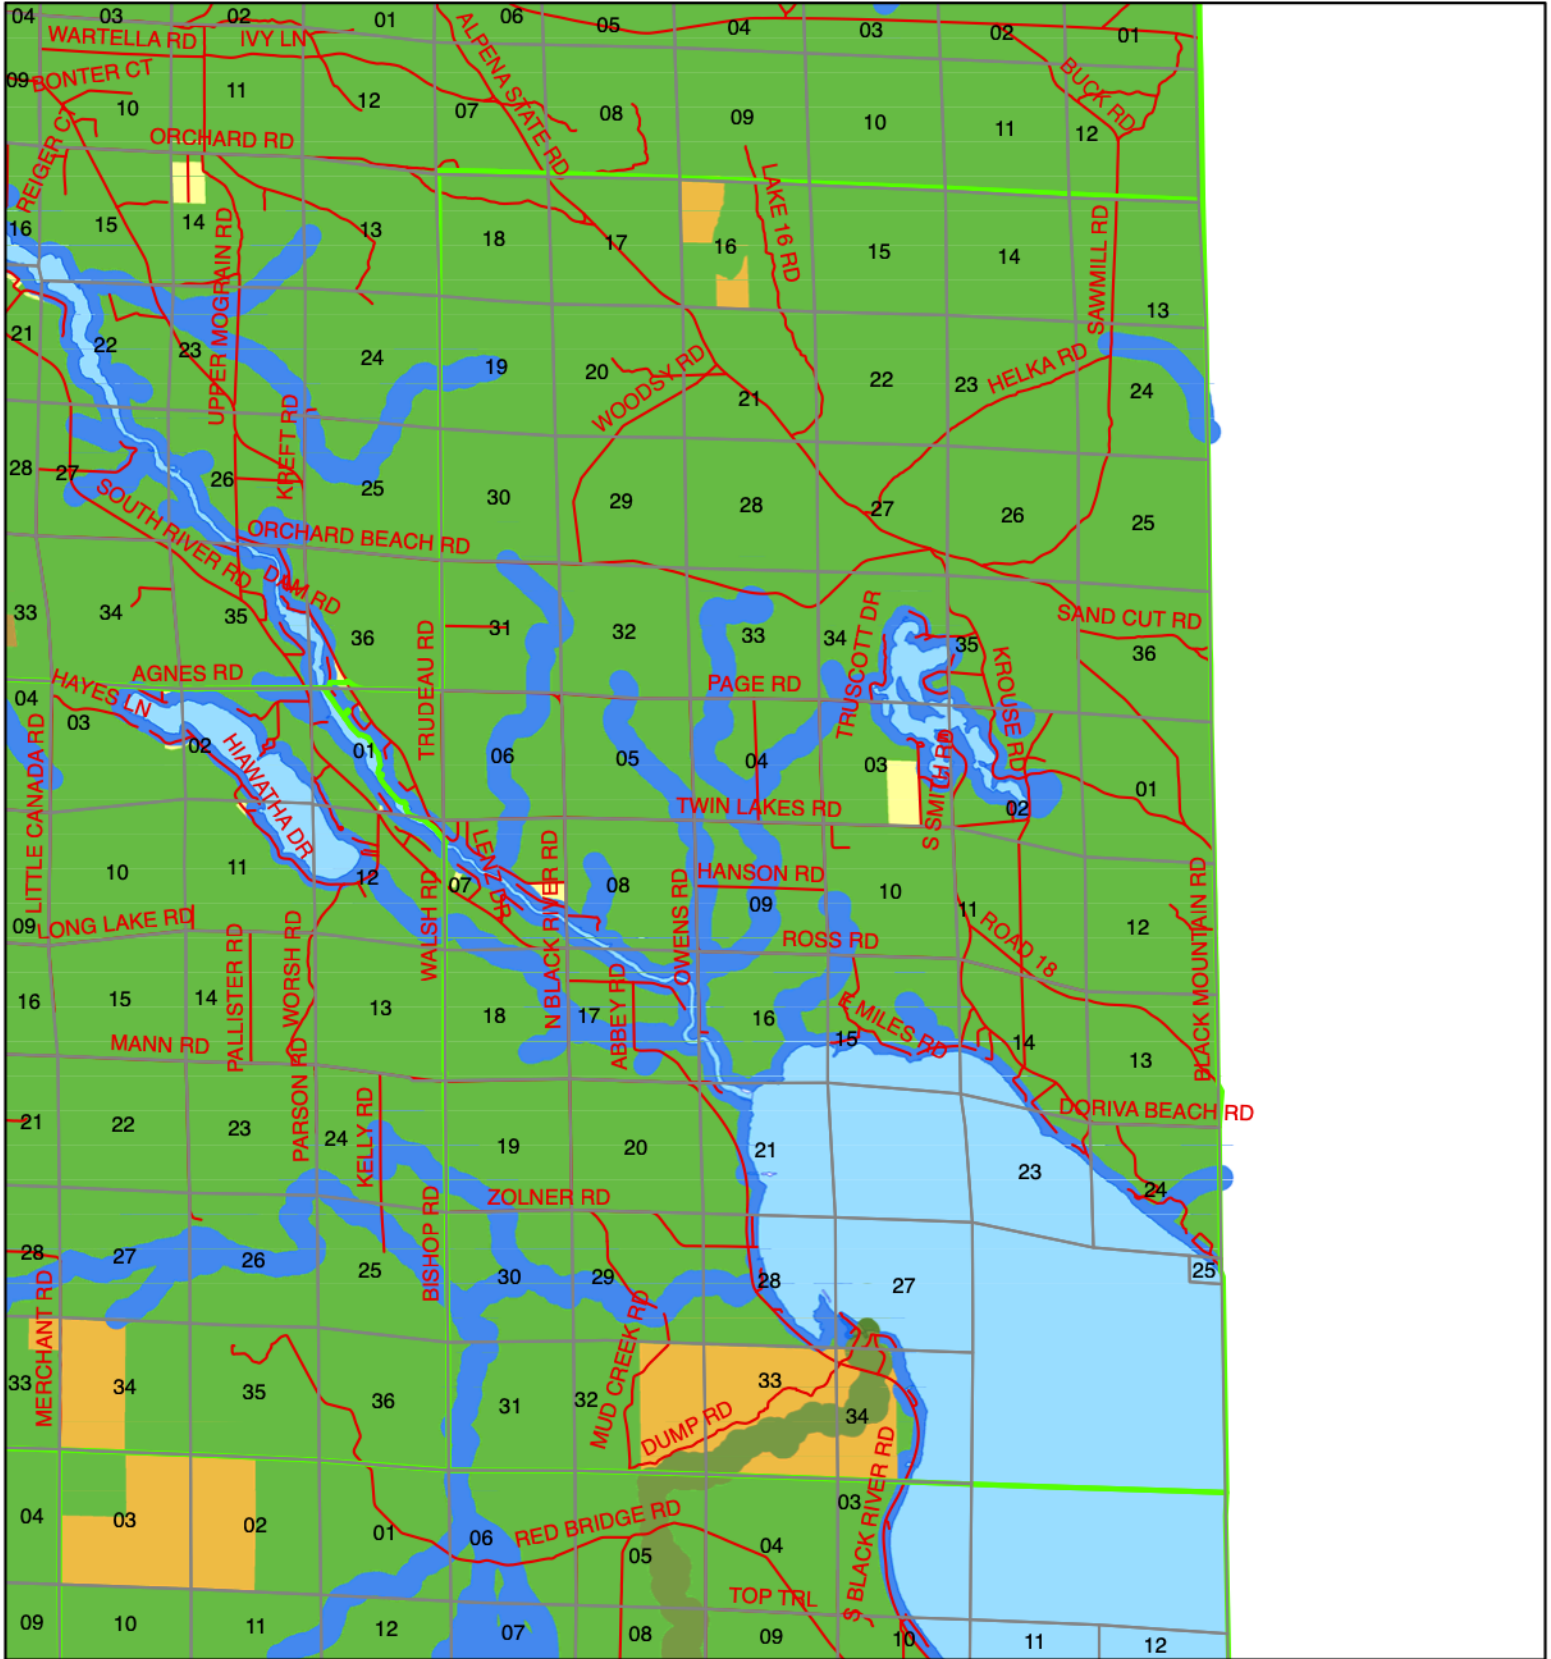 04 03 02 01 06 05 04 03 02 01
WARTELLA RD IVY LN ALPENA STATE RD
09 BONTER CT 10 11 12 07 08 09 10 11 12 BUCK RD
REIGER CT ORCHARD RD
16 15 14 13 18 17 16 15 14 13
UPPER MOGRAIN RD LAKE 16 RD SAWMILL RD
21 22 23 24 19 20 21 22 23 24
WOODSY RD HELKA RD
KREFT RD
28 27 26 25 30 29 28 27 26 25
SOUTH RIVER RD ORCHARD BEACH RD
DAM RD
33 34 35 36 31 32 33 34 35 36
TRUDEAU RD TRUSCOTT DR KROUSE RD SAND CUT RD
AGNES RD PAGE RD
HAYES LN
04 03 02 01 06 05 04 03 02 01
LITTLE CANADA RD HIAWATHA DR S SMITH RD
TWIN LAKES RD
10 11 12 07 08 09 10 11 12
LENZ DR N BLACK RIVER RD HANSON RD
09 LONG LAKE RD WALSH RD OWENS RD ROSS RD ROAD 18 BLACK MOUNTAIN RD
PALLISTER RD WORSH RD ABBEY RD
16 15 14 13 18 17 16 15 14 13
E MILES RD
MANN RD
PARSON RD KELLY RD DORIVA BEACH RD
21 22 23 24 19 20 21 23 24
BISHOP RD ZOLNER RD
28 27 26 25 30 29 28 27 25
MERCHANT RD MUD CREEK RD
33 34 35 36 31 32 33 34
DUMP RD
S BLACK RIVER RD
04 03 02 01 06 05 04 03
RED BRIDGE RD
TOP TRL
09 10 11 12 07 08 09 10 11 12